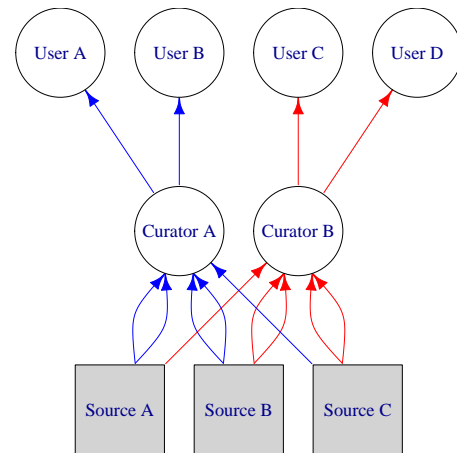 User A
User B
User C
User D
Curator A
Curator B
Source A
Source B
Source C